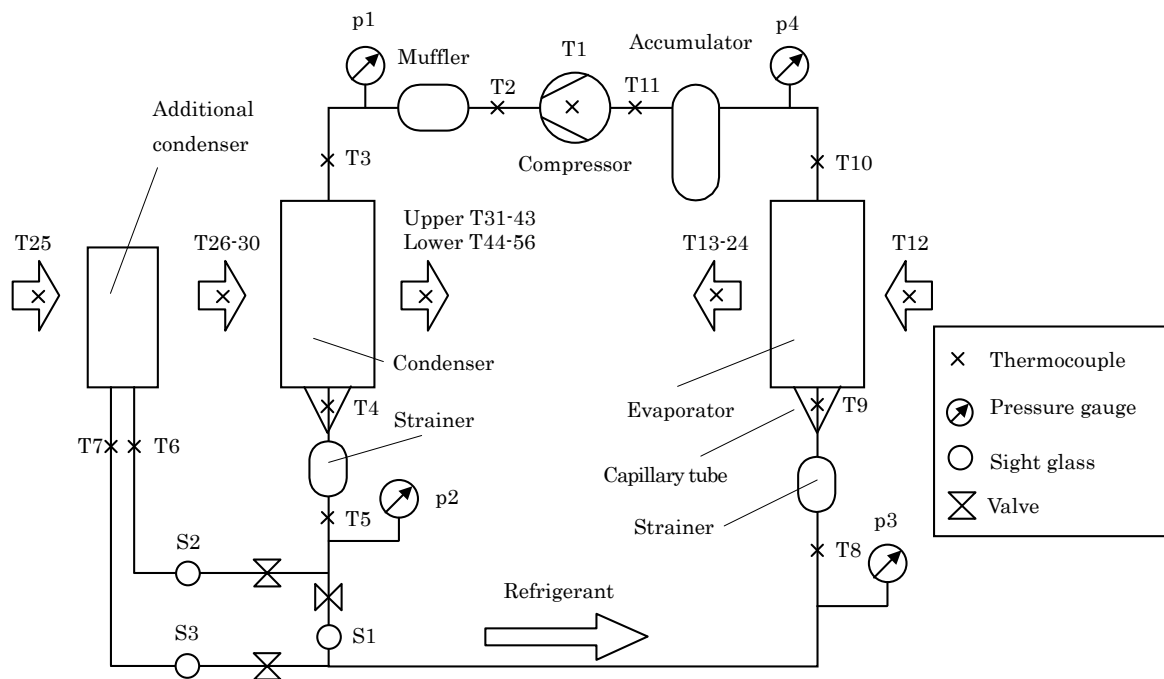 p1
p4
T1
Accumulator
Muffler
T2
T11
Additional
condenser
Compressor
T3
T10
Upper T31-43
Lower T44-56
T25
T26-30
T13-24
T12
Condenser
Thermocouple
T4
T9
Evaporator
Pressure gauge
Strainer
T7
T6
Sight glass
Capillary tube
p2
Valve
T5
Strainer
p3
S2
T8
Refrigerant
S3
S1